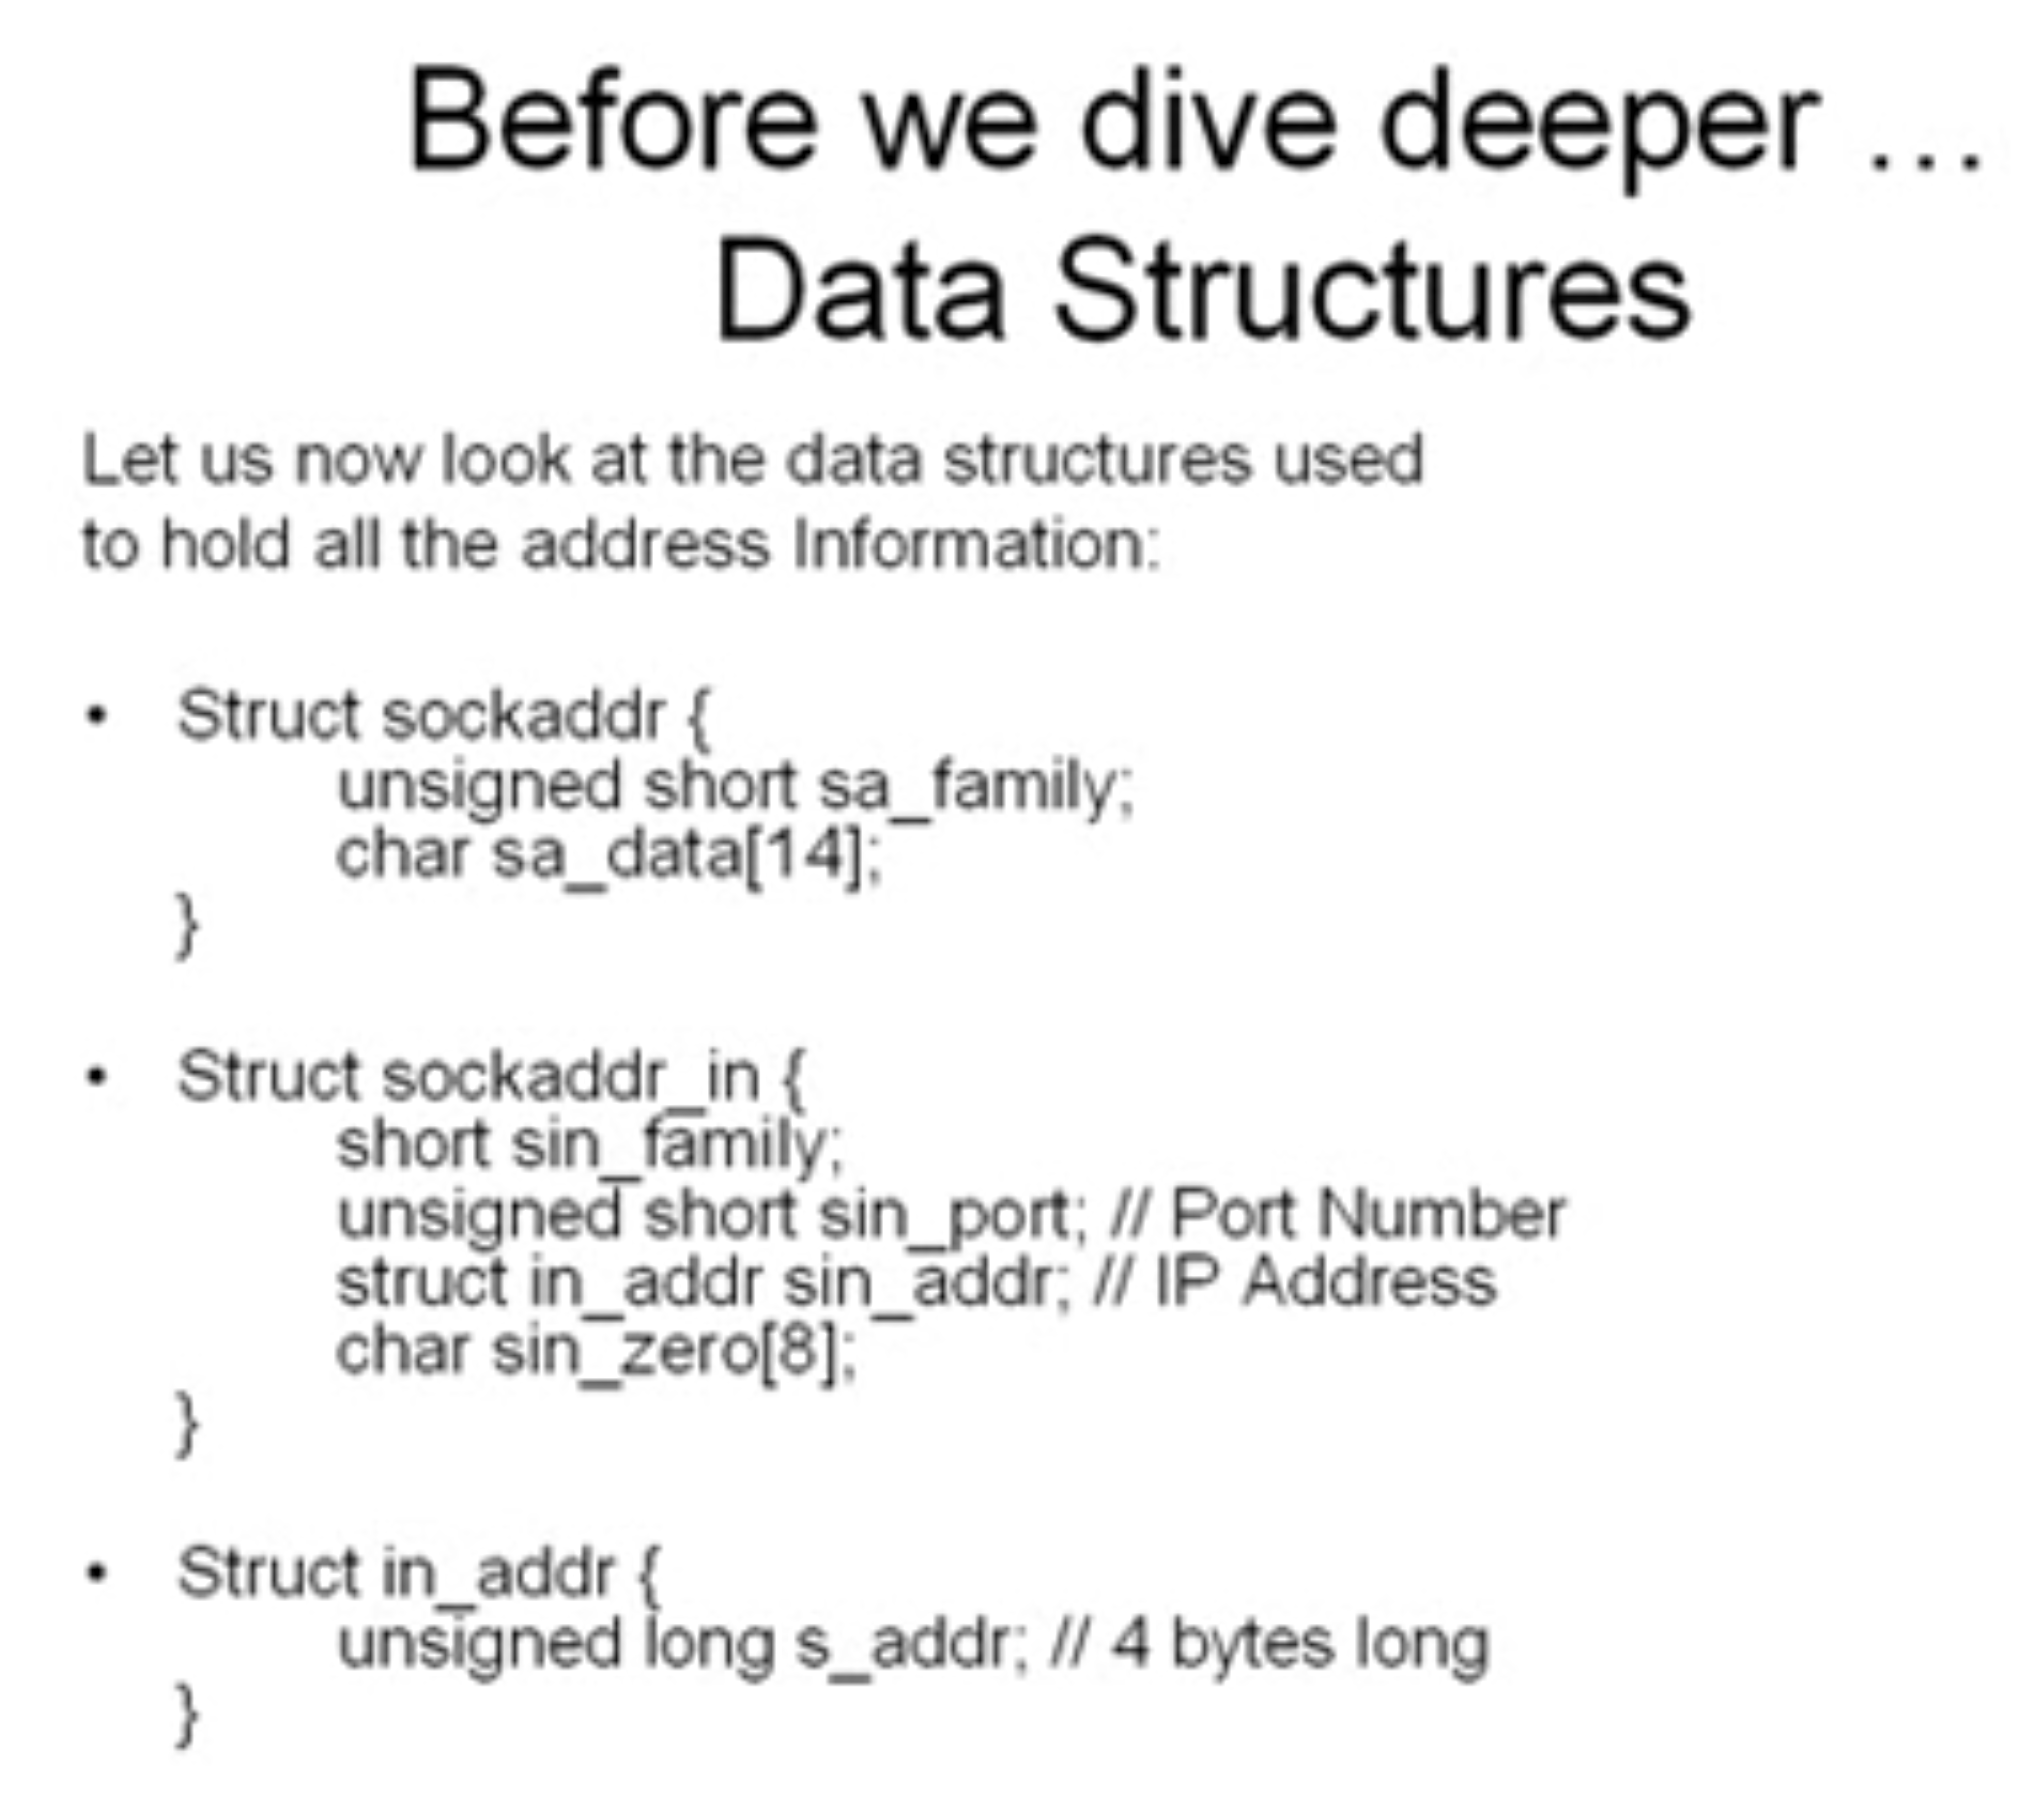 Before we dive deeper ...
Data Structures
Let us now look at the data structures used
to hold all the address Information:
• Struct sockaddr {
unsigned short sa_family;
char sa_data[14];
}
• Struct sockaddr_in {
short sin_family;
unsigned short sin_port; // Port Number
struct in_addr sin_addr; // IP Address
char sin_zero[8];
}
• Struct in_addr {
unsigned long s_addr; // 4 bytes long
}